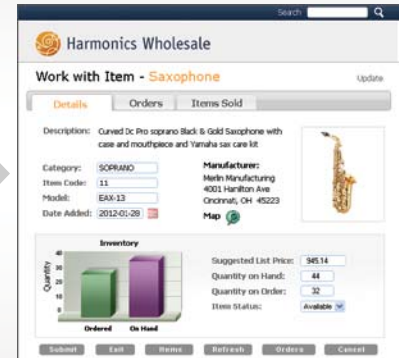 Search
Harmonics Wholesale
Work with Item - Saxophone
Update
Details Orders Items Sold
Description: Curved Dc Pro soprano Black & Gold Saxophone with
case and mouthpiece and Yamaha sax care kit
Category: SOPRANO
Item Code: 11
Model: EAX-13
Date Added: 2012-01-28
Manufacturer:
Merlin Manufacturing
4001 Hamilton Ave
Cincinnati, OH 45223
Map
Inventory
Quantity
40
30
20
10
Ordered On Hand
Suggested List Price: 945.14
Quantity on Hand: 44
Quantity on Order: 32
Item Status: Available
Submit Exit Home Refresh Orders Cancel